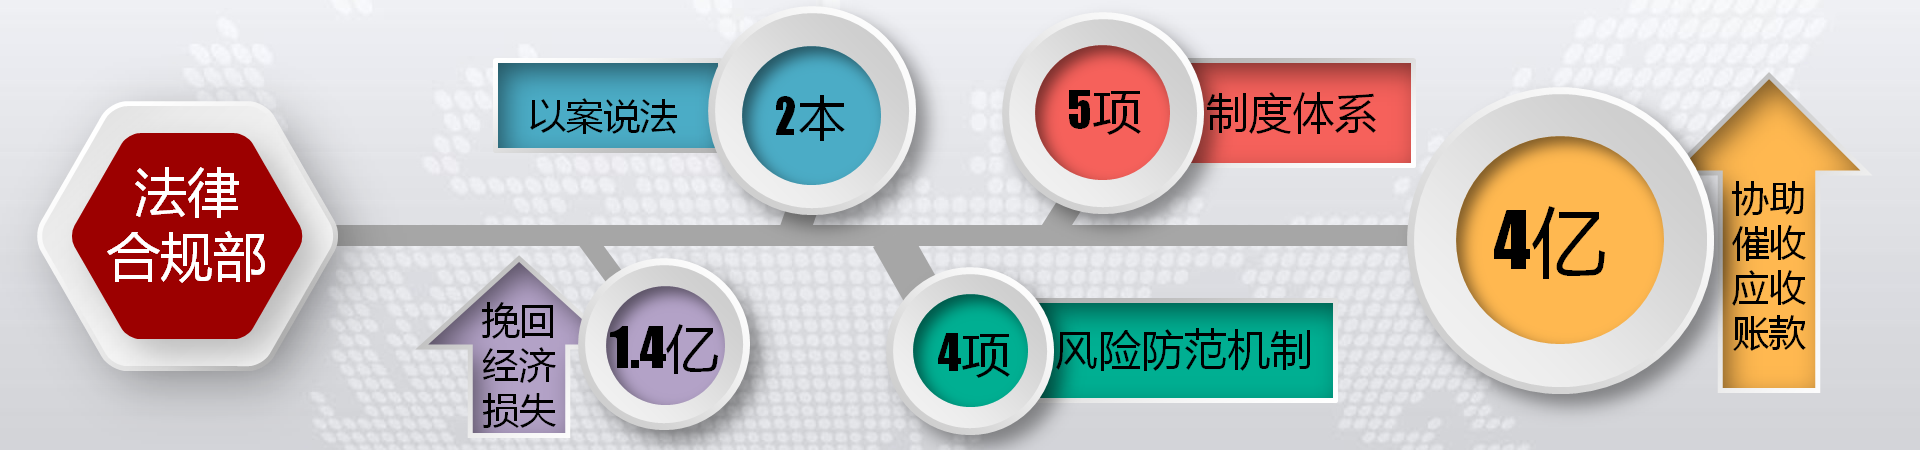 法律
合规部
以案说法
2本
5项
制度体系
挽回
经济
损失
1.4亿
4项
风险防范机制
4亿
协助
催收
应收
账款